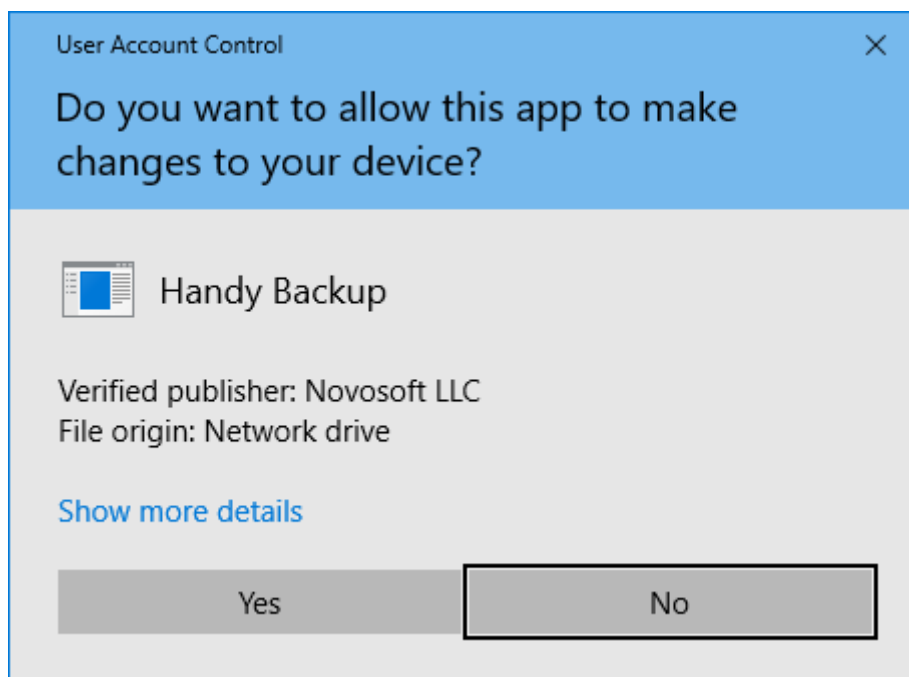 User Account Control
Do you want to allow this app to make
changes to your device?
Handy Backup
Verified publisher: Novosoft LLC
File origin: Network drive
Show more details
Yes
No